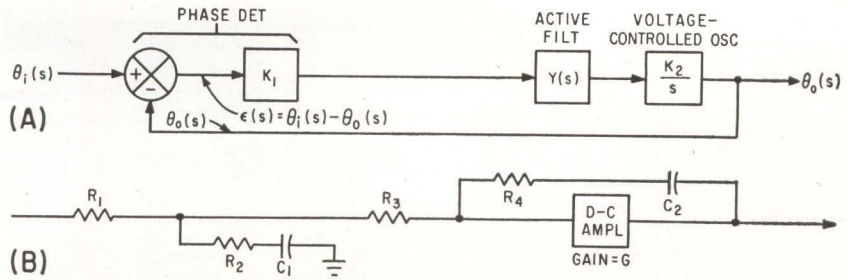 PHASE DET
ACTIVE
FILT
VOLTAGE-
CONTROLLED OSC
θi(s)
+
-
K1
Y(s)
K2
s
θo(s)
(A)
θo(s)
ϵ(s)=θi(s)-θo(s)
R1
R3
R4
C2
D-C
AMPL
GAIN=G
R2
C1
(B)